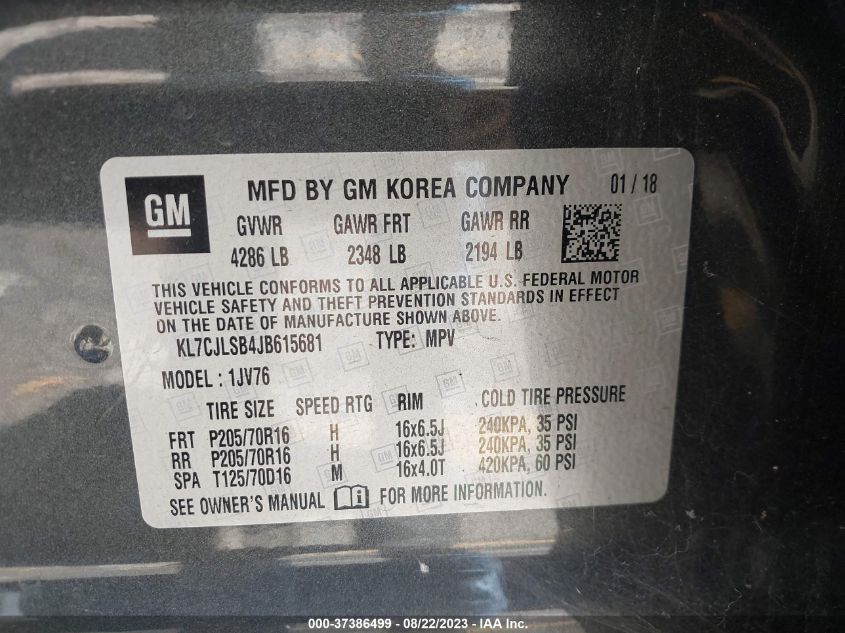 GM
MFD BY GM KOREA COMPANY 01 / 18
GVWR GAWR FRT GAWR RR
4286 LB 2348 LB 2194 LB
THIS VEHICLE CONFORMS TO ALL APPLICABLE U.S. FEDERAL MOTOR
VEHICLE SAFETY AND THEFT PREVENTION STANDARDS IN EFFECT
ON THE DATE OF MANUFACTURE SHOWN ABOVE.
KL7CJLSB4JB615681 TYPE: MPV
MODEL : 1JV76
TIRE SIZE SPEED RTG RIM COLD TIRE PRESSURE
FRT P205/70R16 H 16x6.5J 240KPA, 35 PSI
RR P205/70R16 H 16x6.5J 240KPA, 35 PSI
SPA T125/70D16 M 16x4.0T 420KPA, 60 PSI
SEE OWNER'S MANUAL FOR MORE INFORMATION.
000-37386499 - 08/22/2023 - IAA Inc.